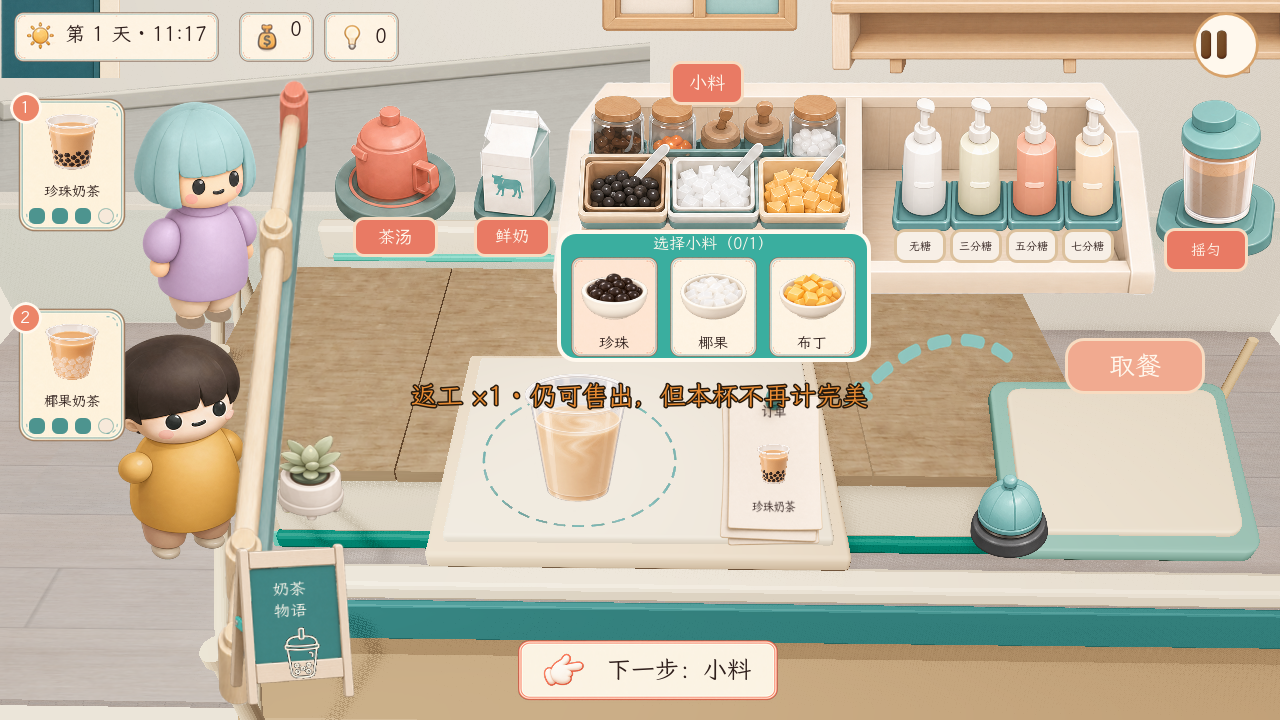 第 1 天·11:17
0
0
1
珍珠奶茶
2
椰果奶茶
小料
茶汤
鲜奶
选择小料（0/1）
珍珠
椰果
布丁
无糖
三分糖
五分糖
七分糖
摇匀
取餐
返工 ×1·仍可售出，但本杯不再计完美
订单
珍珠奶茶
奶茶
物语
下一步：小料